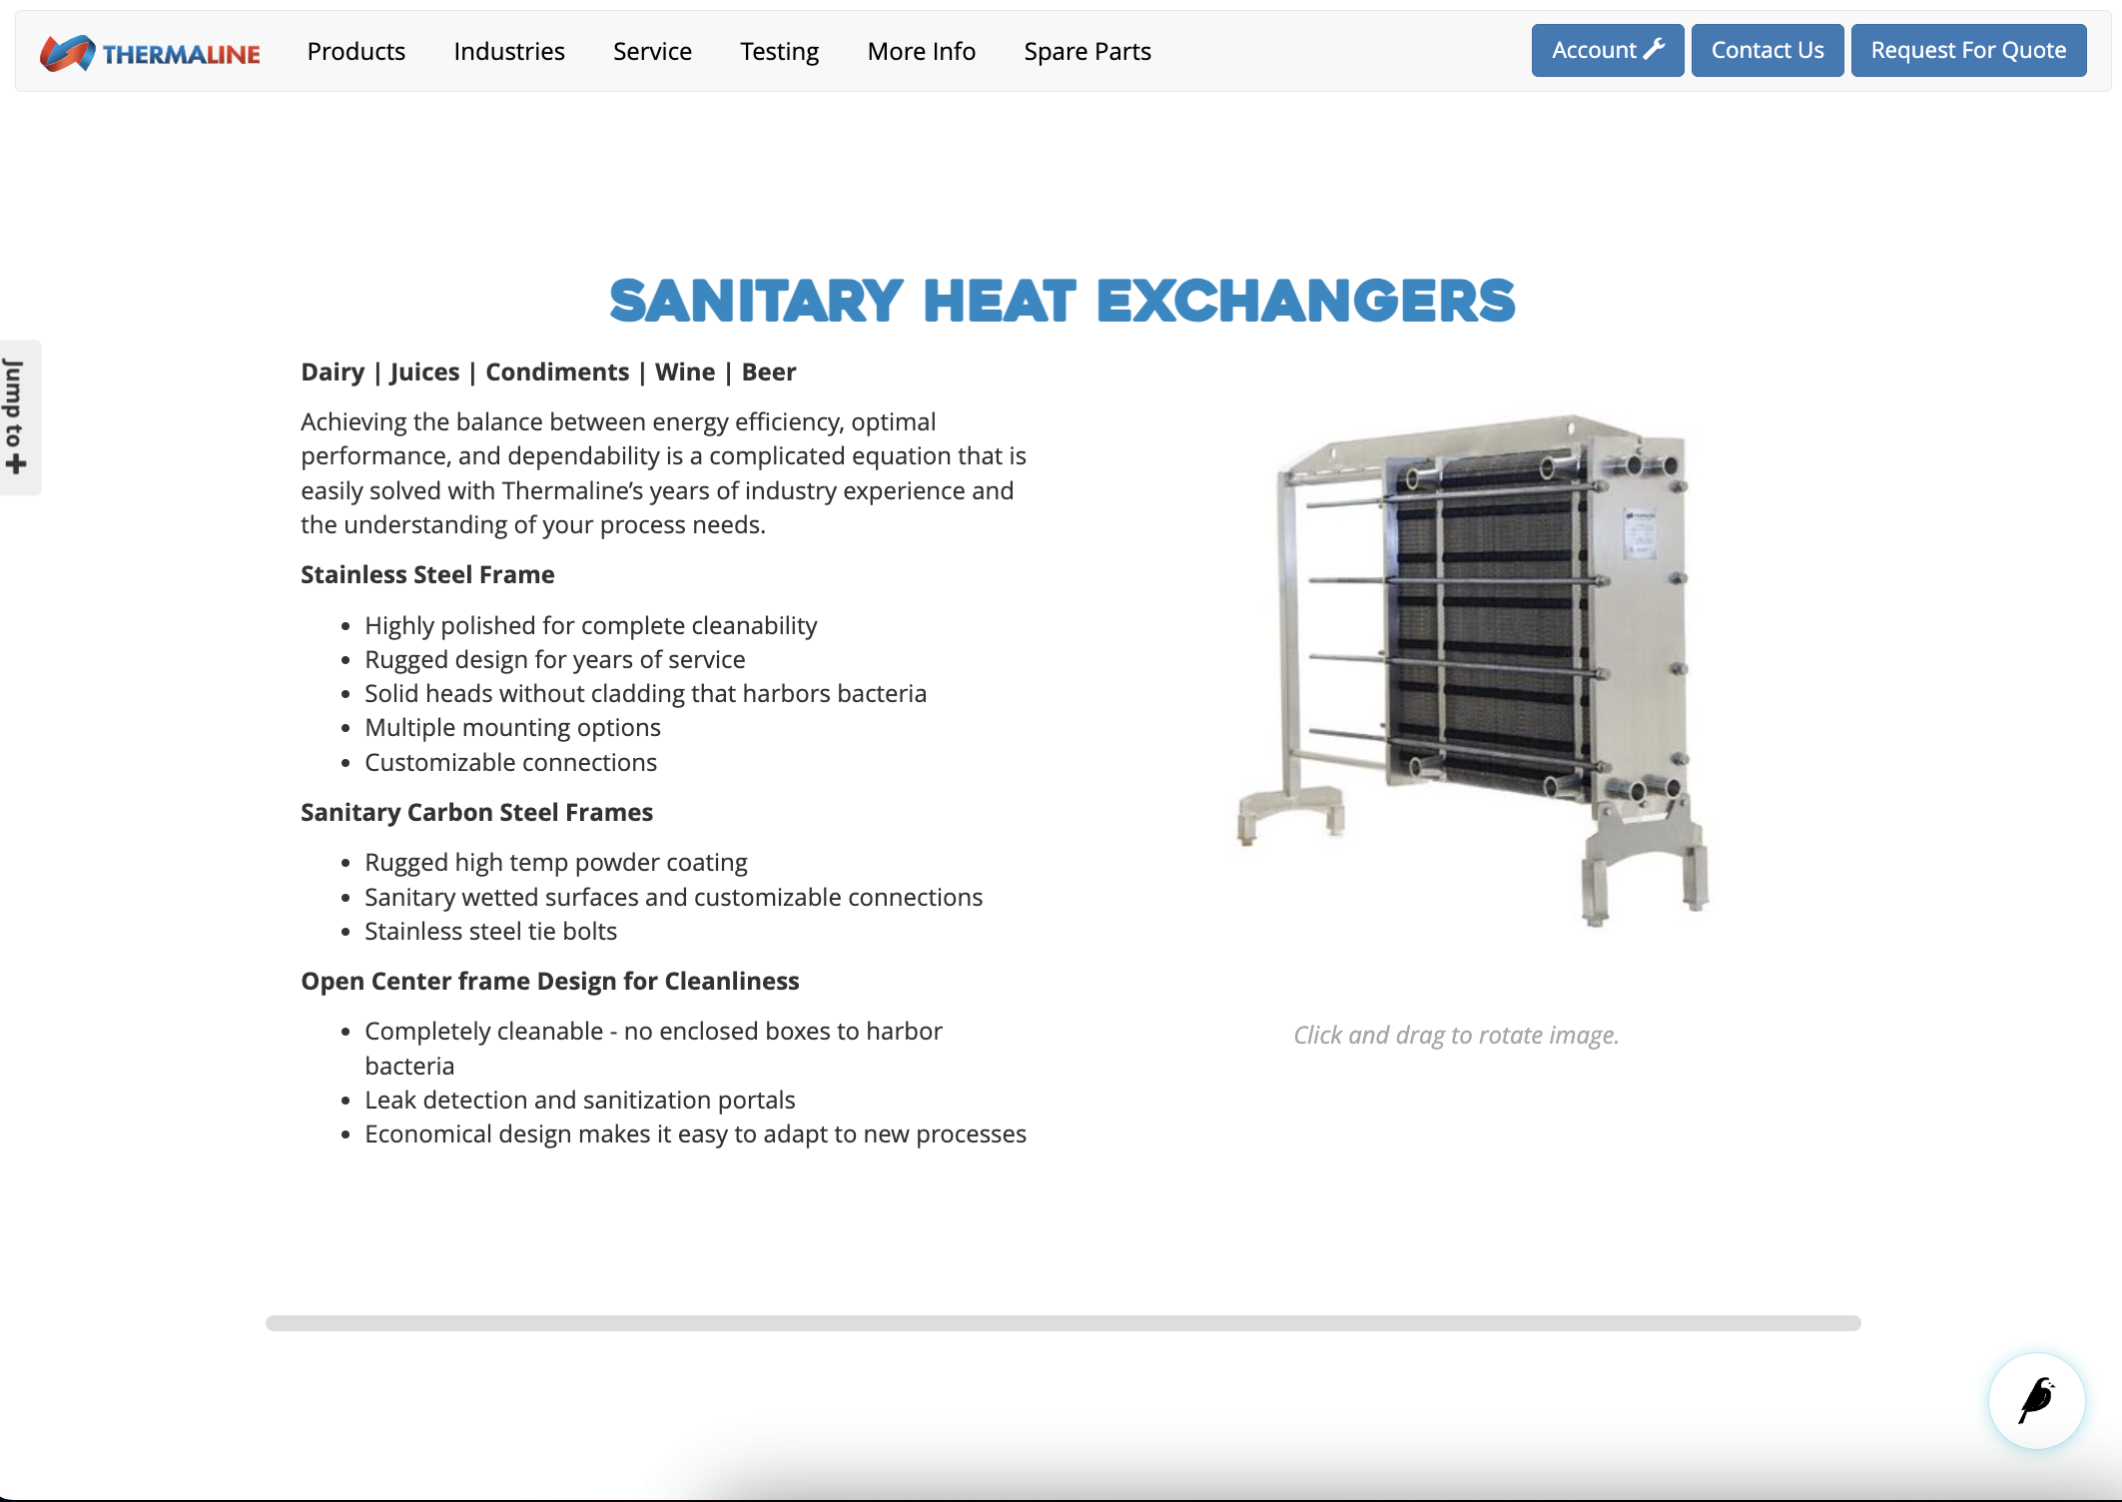 THERMALINE
Products
Industries
Service
Testing
More Info
Spare Parts
Account
Contact Us
Request For Quote
Jump to
SANITARY HEAT EXCHANGERS
Dairy | Juices | Condiments | Wine | Beer
Achieving the balance between energy efficiency, optimal
performance, and dependability is a complicated equation that is
easily solved with Thermaline’s years of industry experience and
the understanding of your process needs.
Stainless Steel Frame
• Highly polished for complete cleanability
• Rugged design for years of service
• Solid heads without cladding that harbors bacteria
• Multiple mounting options
• Customizable connections
Sanitary Carbon Steel Frames
• Rugged high temp powder coating
• Sanitary wetted surfaces and customizable connections
• Stainless steel tie bolts
Open Center frame Design for Cleanliness
• Completely cleanable - no enclosed boxes to harbor
bacteria
• Leak detection and sanitization portals
• Economical design makes it easy to adapt to new processes
Click and drag to rotate image.